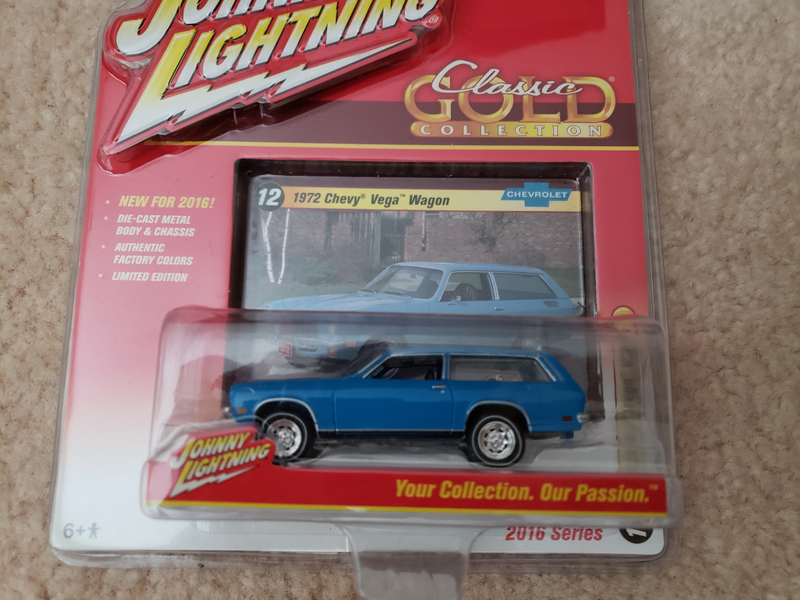 JOHNNY
LIGHTNING®
Classic
GOLD®
COLLECTION
12 1972 Chevy® Vega™ Wagon
CHEVROLET
• NEW FOR 2016!
• DIE-CAST METAL
BODY & CHASSIS
• AUTHENTIC
FACTORY COLORS
• LIMITED EDITION
JOHNNY
LIGHTNING
Your Collection. Our Passion.™
6+
2016 Series